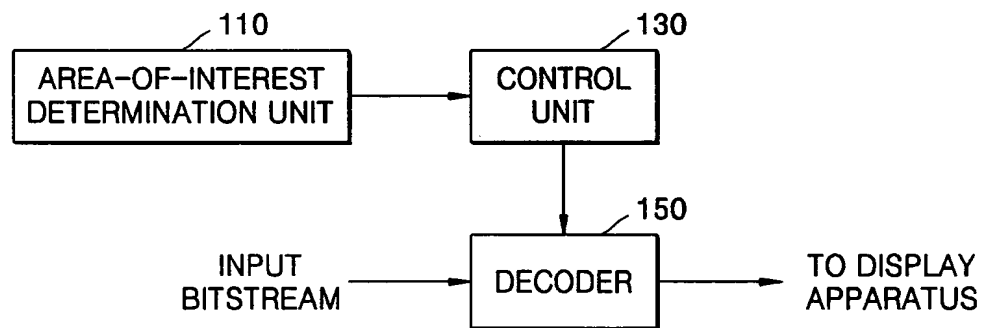 110
130
AREA-OF-INTEREST
DETERMINATION UNIT
CONTROL
UNIT
150
INPUT
BITSTREAM
DECODER
TO DISPLAY
APPARATUS